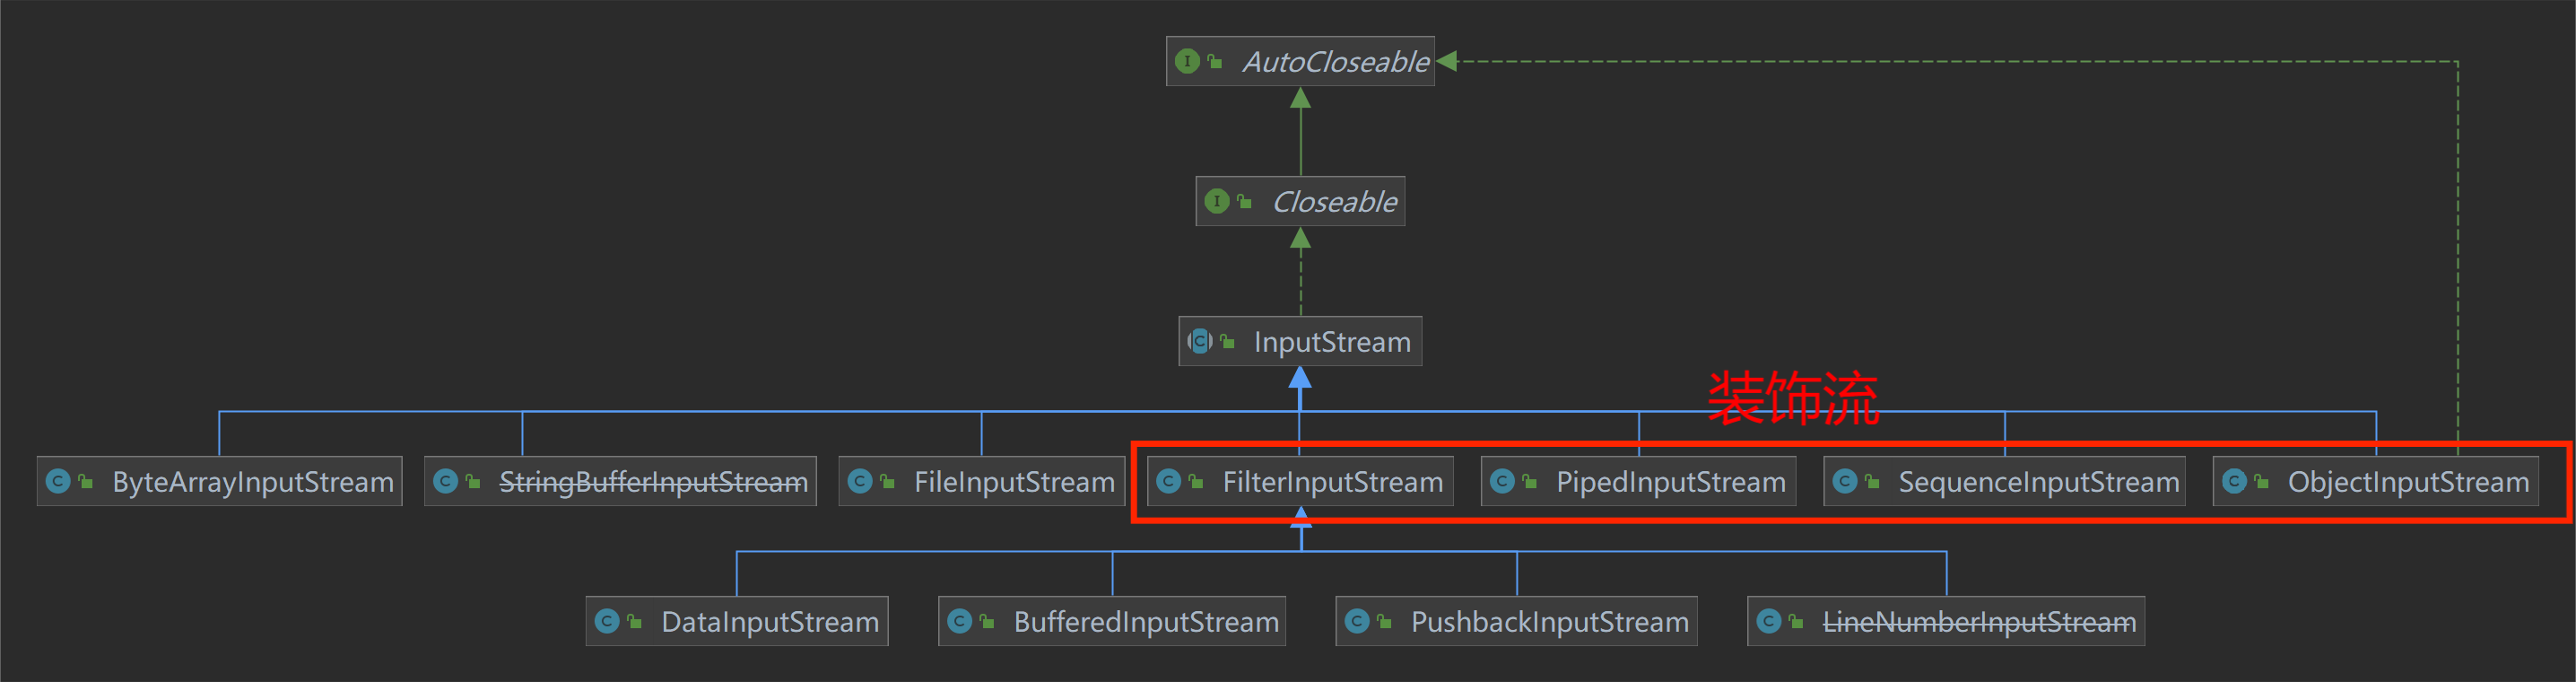 AutoCloseable
Closeable
InputStream
装饰流
ByteArrayInputStream
StringBufferInputStream
FileInputStream
FilterInputStream
PipedInputStream
SequenceInputStream
ObjectInputStream
DataInputStream
BufferedInputStream
PushbackInputStream
LineNumberInputStream